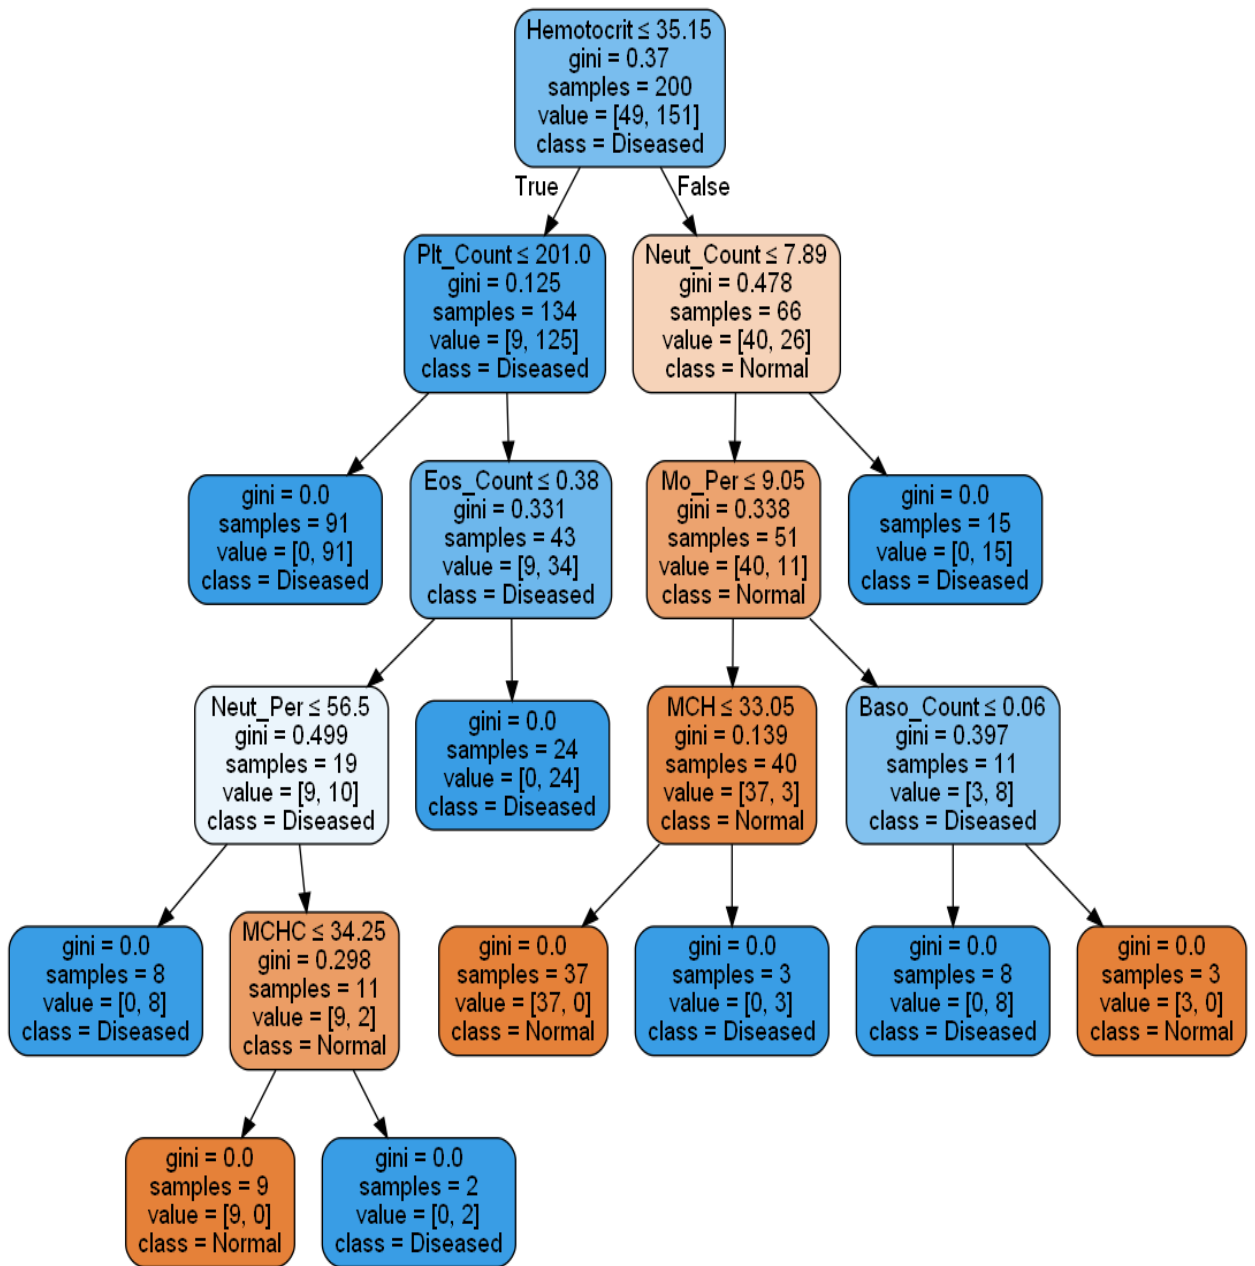 Hemotocrit ≤ 35.15
gini = 0.37
samples = 200
value = [49, 151]
class = Diseased
True
False
Plt_Count ≤ 201.0
gini = 0.125
samples = 134
value = [9, 125]
class = Diseased
Neut_Count ≤ 7.89
gini = 0.478
samples = 66
value = [40, 26]
class = Normal
gini = 0.0
samples = 91
value = [0, 91]
class = Diseased
Eos_Count ≤ 0.38
gini = 0.331
samples = 43
value = [9, 34]
class = Diseased
Mo_Per ≤ 9.05
gini = 0.338
samples = 51
value = [40, 11]
class = Normal
gini = 0.0
samples = 15
value = [0, 15]
class = Diseased
Neut_Per ≤ 56.5
gini = 0.499
samples = 19
value = [9, 10]
class = Diseased
gini = 0.0
samples = 24
value = [0, 24]
class = Diseased
MCH ≤ 33.05
gini = 0.139
samples = 40
value = [37, 3]
class = Normal
Baso_Count ≤ 0.06
gini = 0.397
samples = 11
value = [3, 8]
class = Diseased
gini = 0.0
samples = 8
value = [0, 8]
class = Diseased
MCHC ≤ 34.25
gini = 0.298
samples = 11
value = [9, 2]
class = Normal
gini = 0.0
samples = 37
value = [37, 0]
class = Normal
gini = 0.0
samples = 3
value = [0, 3]
class = Diseased
gini = 0.0
samples = 8
value = [0, 8]
class = Diseased
gini = 0.0
samples = 3
value = [3, 0]
class = Normal
gini = 0.0
samples = 9
value = [9, 0]
class = Normal
gini = 0.0
samples = 2
value = [0, 2]
class = Diseased